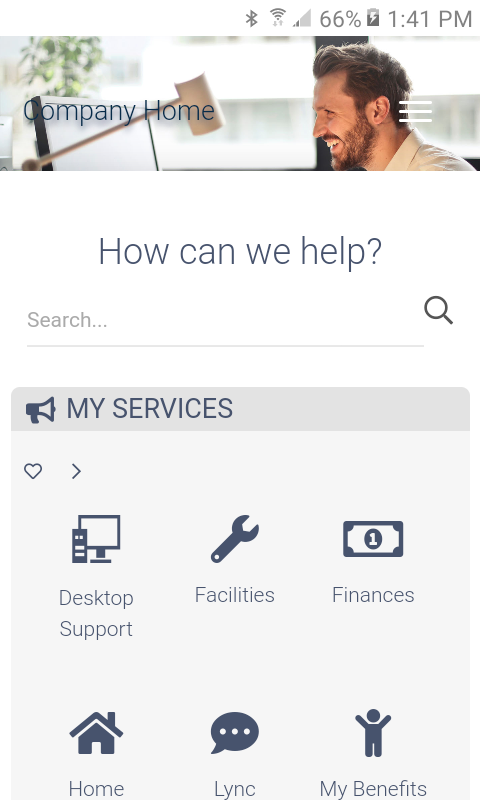 66% 1:41 PM
Company Home
How can we help?
Search...
MY SERVICES
Desktop
Support
Facilities
1
Finances
Home
Lync
My Benefits